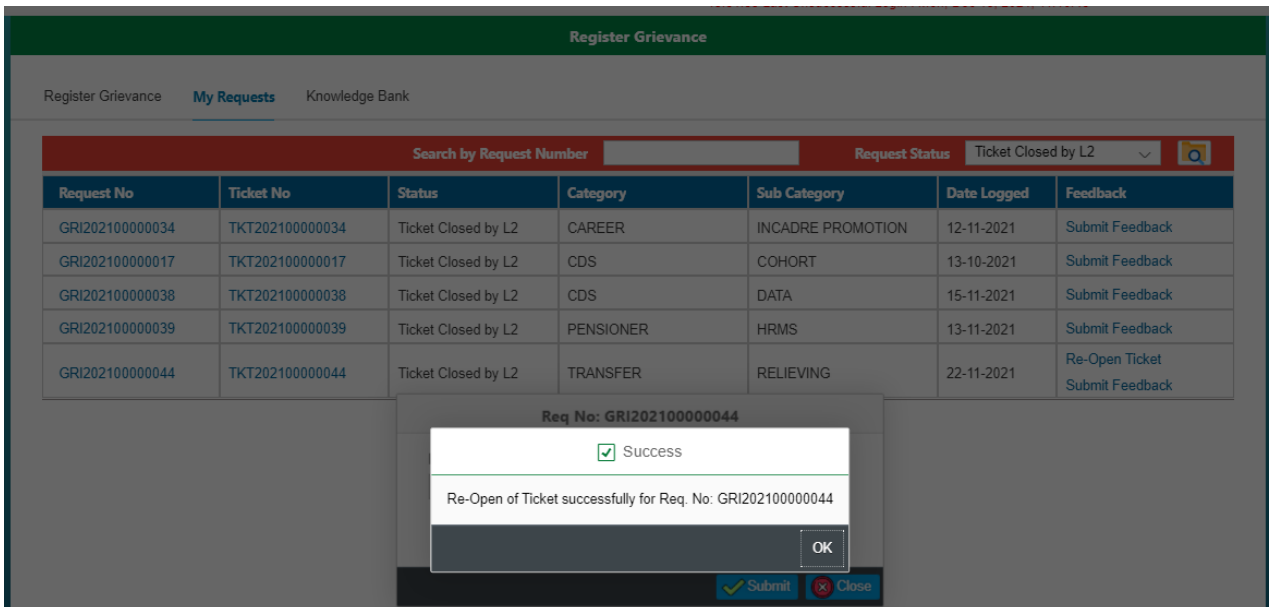 Register Grievance
Register Grievance My Requests Knowledge Bank
Search by Request Number Request Status Ticket Closed by L2
Request No Ticket No Status Category Sub Category Date Logged Feedback
GRI202100000034 TKT202100000034 Ticket Closed by L2 CAREER INCADRE PROMOTION 12-11-2021 Submit Feedback
GRI202100000017 TKT202100000017 Ticket Closed by L2 CDS COHORT 13-10-2021 Submit Feedback
GRI202100000038 TKT202100000038 Ticket Closed by L2 CDS DATA 15-11-2021 Submit Feedback
GRI202100000039 TKT202100000039 Ticket Closed by L2 PENSIONER HRMS 13-11-2021 Submit Feedback
GRI202100000044 TKT202100000044 Ticket Closed by L2 TRANSFER RELIEVING 22-11-2021 Re-Open Ticket
Submit Feedback
Req No: GRI202100000044
Success
Re-Open of Ticket successfully for Req. No: GRI202100000044
OK
Submit Close